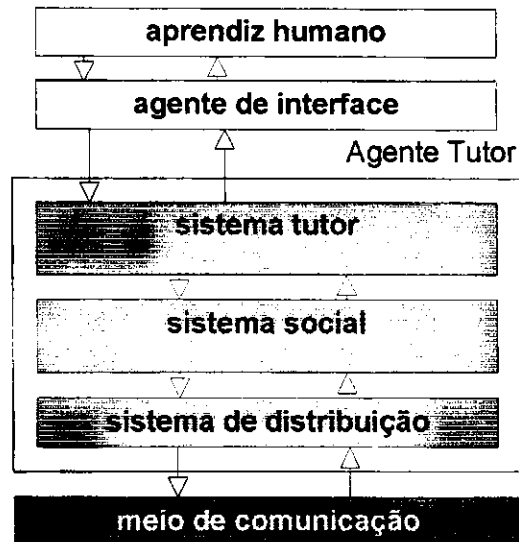 aprendiz humano
agente de interface
Agente Tutor
sistema tutor
sistema social
sistema de distribuição
meio de comunicação